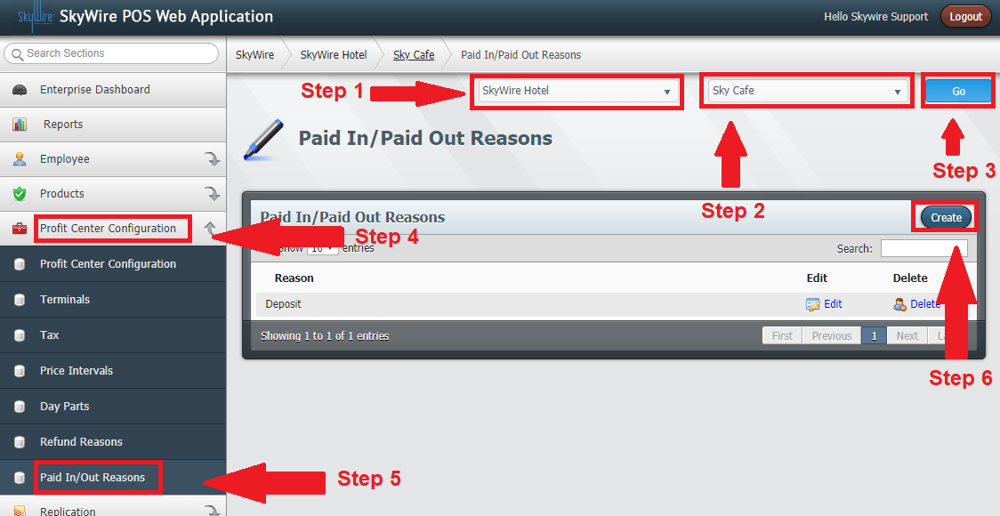 SkyWire SkyWire POS Web Application
Hello Skywire Support
Logout
Search Sections
SkyWire
SkyWire Hotel
Sky Cafe
Paid In/Paid Out Reasons
Enterprise Dashboard
Reports
Employee
Products
Profit Center Configuration
Profit Center Configuration
Terminals
Tax
Price Intervals
Day Parts
Refund Reasons
Paid In/Out Reasons
Replication
Step 1
SkyWire Hotel
Sky Cafe
Go
Paid In/Paid Out Reasons
Step 3
Step 2
Paid In/Paid Out Reasons
Create
Step 4
Show 10 entries
Search:
Reason Edit Delete
Deposit Edit Delete
Showing 1 to 1 of 1 entries
First Previous 1 Next
Step 6
Step 5